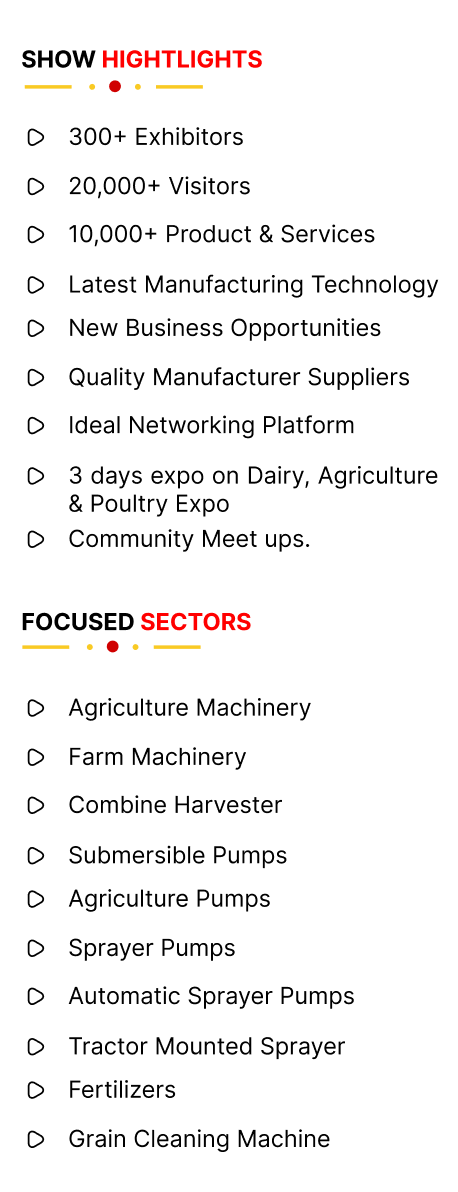 SHOW HIGHTLIGHTS
300+ Exhibitors
20,000+ Visitors
10,000+ Product & Services
Latest Manufacturing Technology
New Business Opportunities
Quality Manufacturer Suppliers
Ideal Networking Platform
3 days expo on Dairy, Agriculture
& Poultry Expo
Community Meet ups.
FOCUSED SECTORS
Agriculture Machinery
Farm Machinery
Combine Harvester
Submersible Pumps
Agriculture Pumps
Sprayer Pumps
Automatic Sprayer Pumps
Tractor Mounted Sprayer
Fertilizers
Grain Cleaning Machine